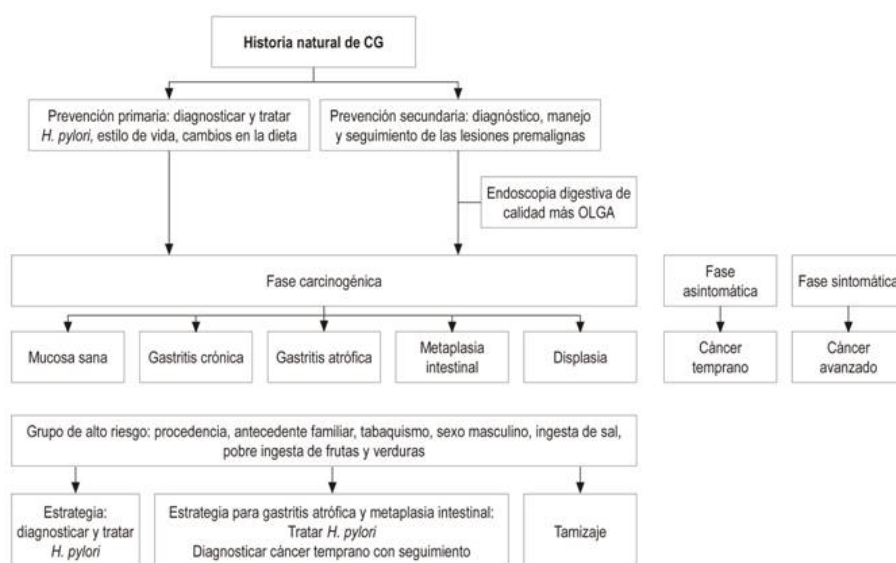 Historia natural de CG
Prevención primaria: diagnosticar y tratar
H. pylori, estilo de vida, cambios en la dieta
Prevención secundaria: diagnóstico, manejo
y seguimiento de las lesiones premalignas
Endoscopia digestiva de
calidad más OLGA
Fase carcinogénica
Fase
asintomática
Fase sintomática
Mucosa sana
Gastritis crónica
Gastritis atrófica
Metaplasia
intestinal
Displasia
Cáncer
temprano
Cáncer
avanzado
Grupo de alto riesgo: procedencia, antecedente familiar, tabaquismo, sexo masculino, ingesta de sal,
pobre ingesta de frutas y verduras
Estrategia:
diagnosticar y tratar
H. pylori
Estrategia para gastritis atrófica y metaplasia intestinal:
Tratar H. pylori
Diagnosticar cáncer temprano con seguimiento
Tamizaje